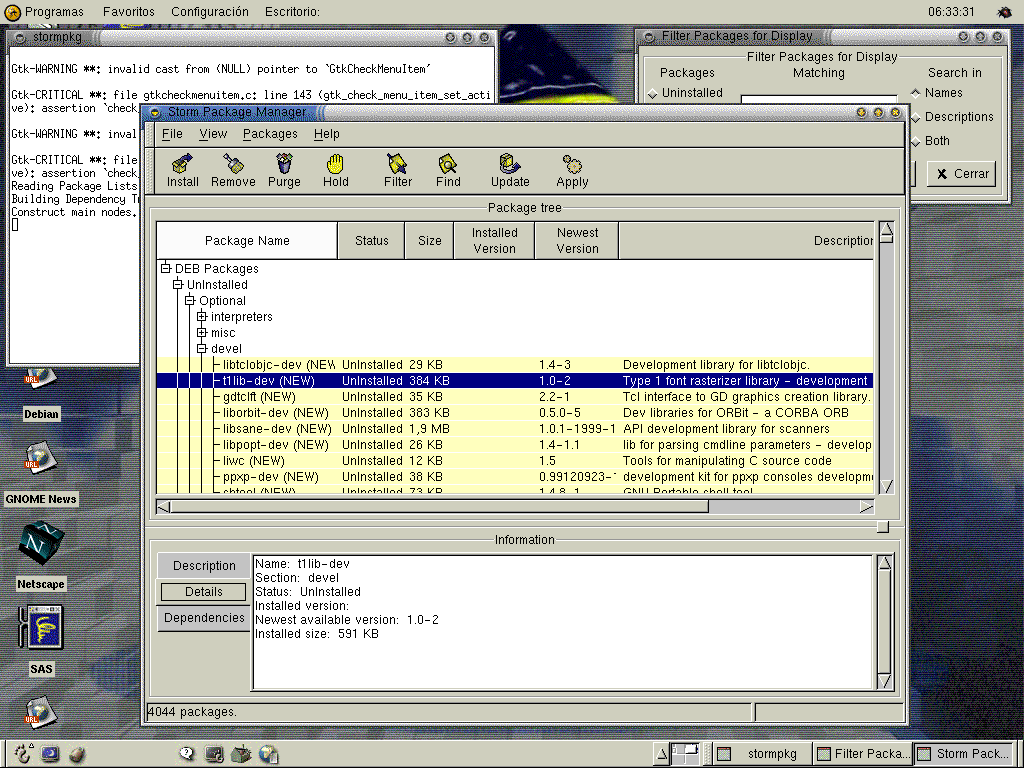 Programas Favoritos Configuración Escritorio: 06:33:31
stormpkg
Gtk-WARNING **: invalid cast from (NULL) pointer to `GtkCheckMenuItem'
Gtk-CRITICAL **: file gtkcheckmenuitem.c: line 143 (gtk_check_menu_item_set_acti
ve): assertion `check_
Gtk-WARNING **: inval
Gtk-CRITICAL **: file
ve): assertion `check_
Reading Package Lists
Building Dependency Tr
Construct main nodes.
Filter Packages for Display
Filter Packages for Display
Packages Matching Search in
Uninstalled Names
Descriptions
Both
Cerrar
Storm Package Manager
File View Packages Help
Install Remove Purge Hold Filter Find Update Apply
Package tree
Package Name Status Size Installed Version Newest Version Description
DEB Packages
UnInstalled
Optional
interpreters
misc
devel
libtclobjc-dev (NEW UnInstalled 29 KB 1.4-3 Development library for libtclobjc.
t1lib-dev (NEW) UnInstalled 384 KB 1.0-2 Type 1 font rasterizer library - development
gdtclft (NEW) UnInstalled 35 KB 2.2-1 Tcl interface to GD graphics creation library.
liborbit-dev (NEW) UnInstalled 383 KB 0.5.0-5 Dev libraries for ORBit - a CORBA ORB
libsane-dev (NEW) UnInstalled 1,9 MB 1.0.1-1999-1 API development library for scanners
libpopt-dev (NEW) UnInstalled 26 KB 1.4-1.1 lib for parsing cmdline parameters - develop
liwc (NEW) UnInstalled 12 KB 1.5 Tools for manipulating C source code
ppxp-dev (NEW) UnInstalled 38 KB 0.99120923- development kit for ppxp consoles developm
shtool (NEW) UnInstalled 73 KB 1.4.8-1 GNU Portable shell tool
Information
Description
Details
Dependencies
Name: t1lib-dev
Section: devel
Status: UnInstalled
Installed version:
Newest available version: 1.0-2
Installed size: 591 KB
4044 packages.
URL
Debian
URL
GNOME News
N
Netscape
SAS
URL
stormpkg Filter Packa... Storm Pack...